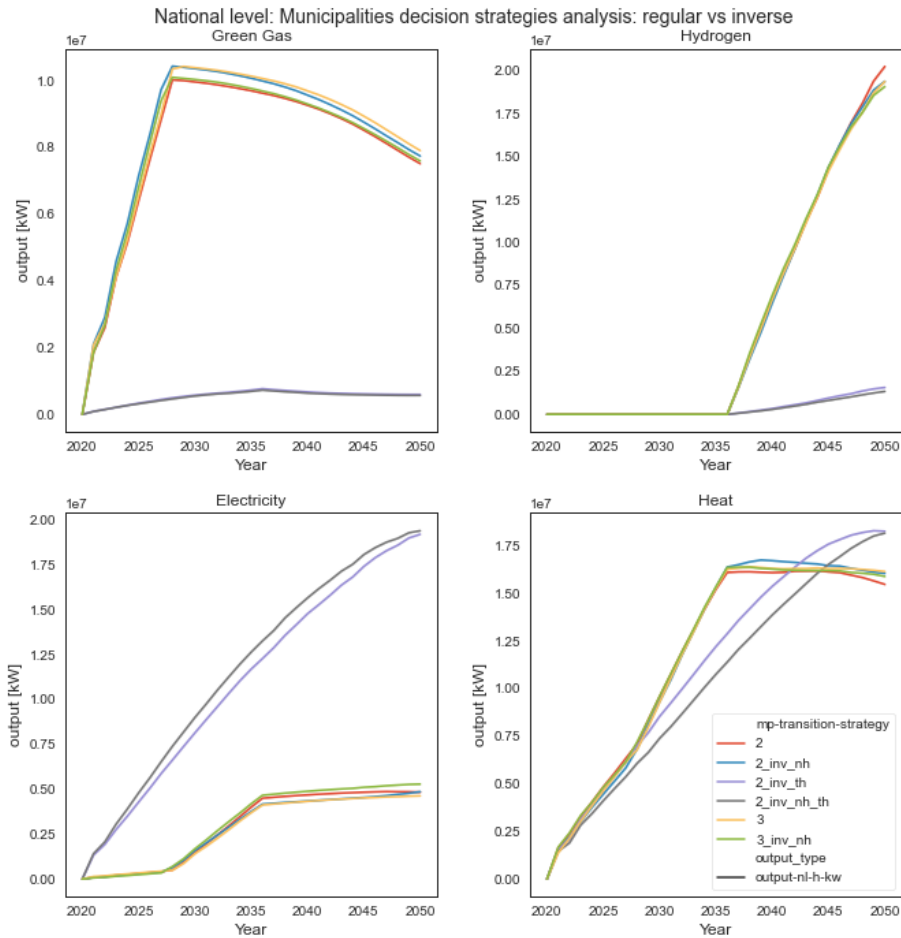 National level: Municipalities decision strategies analysis: regular vs inverse
Green Gas
1e7
1.0
0.8
0.6
0.4
0.2
0.0
output [kW]
2020 2025 2030 2035 2040 2045 2050
Year
Hydrogen
1e7
2.00
1.75
1.50
1.25
1.00
0.75
0.50
0.25
0.00
output [kW]
2020 2025 2030 2035 2040 2045 2050
Year
Electricity
1e7
2.00
1.75
1.50
1.25
1.00
0.75
0.50
0.25
0.00
output [kW]
2020 2025 2030 2035 2040 2045 2050
Year
Heat
1e7
1.75
1.50
1.25
1.00
0.75
0.50
0.25
0.00
output [kW]
2020 2025 2030 2035 2040 2045 2050
Year
mp-transition-strategy
2
2_inv_nh
2_inv_th
2_inv_nh_th
3
3_inv_nh
output_type
output-nl-h-kw